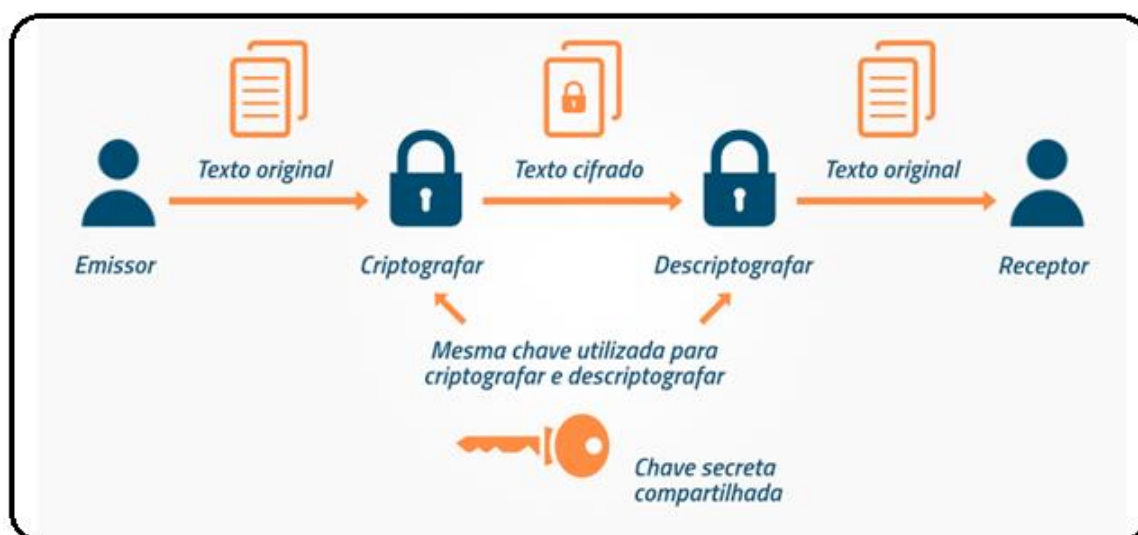 Texto original
Texto cifrado
Texto original
Emissor
Criptografar
Descriptografar
Receptor
Mesma chave utilizada para
criptografar e descriptografar
Chave secreta
compartilhada